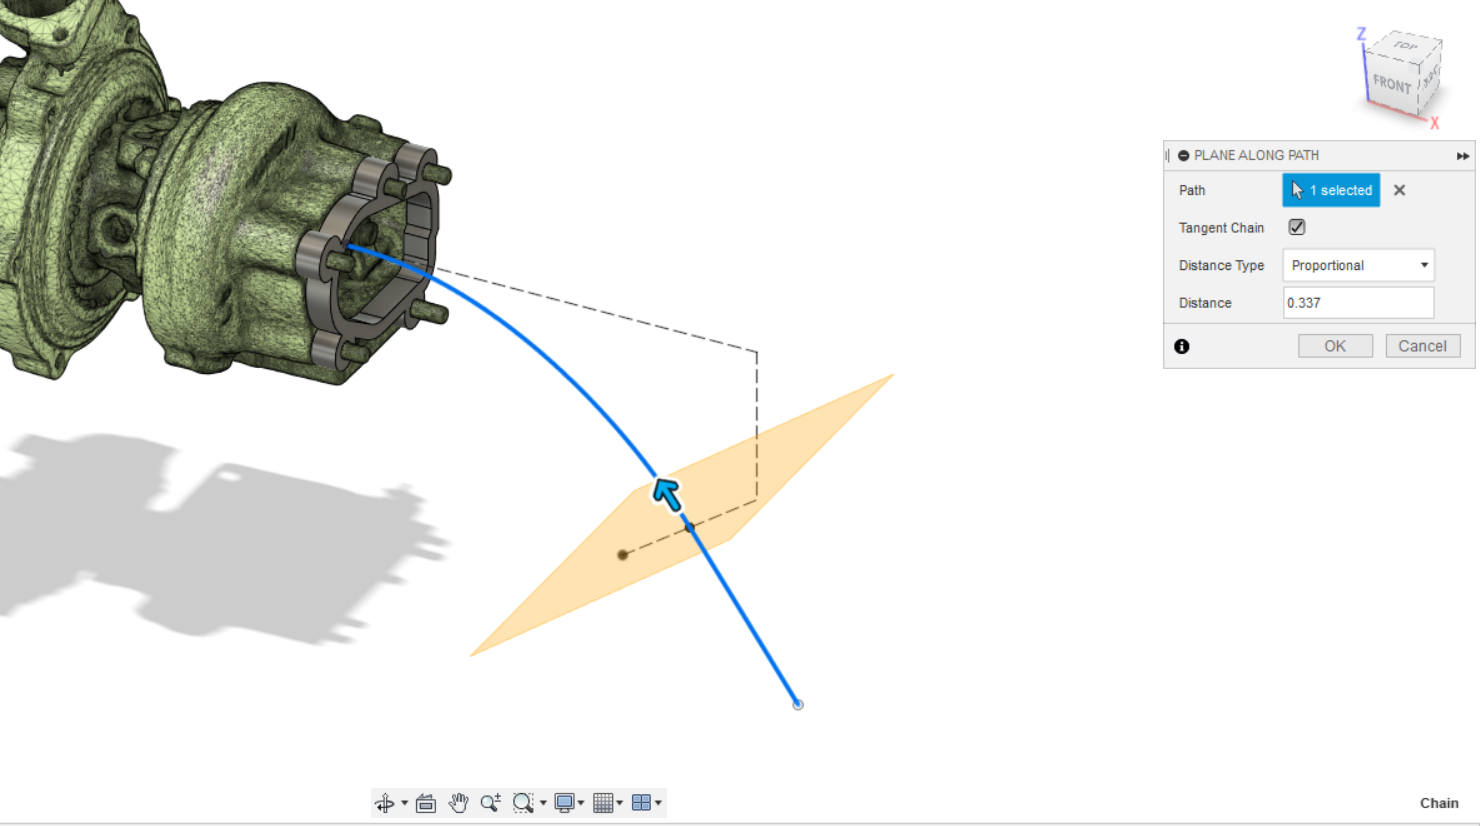 Z
TOP
FRONT
X
PLANE ALONG PATH
Path
1 selected
Tangent Chain
Distance Type
Proportional
Distance
0.337
OK
Cancel
Chain